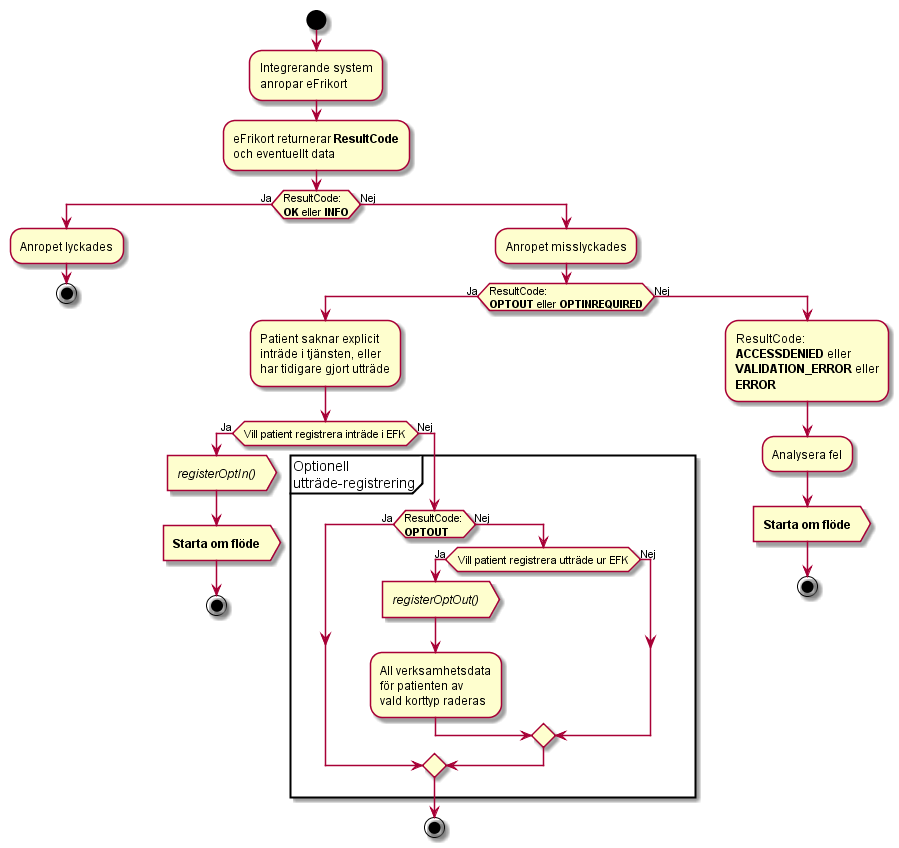 Integrerande system
anropar eFrikort
eFrikort returnerar ResultCode
och eventuellt data
Ja
ResultCode:
OK eller INFO
Nej
Anropet lyckades
Anropet misslyckades
Ja
ResultCode:
OPTOUT eller OPTINREQUIRED
Nej
Patient saknar explicit
inträde i tjänsten, eller
har tidigare gjort utträde
ResultCode:
ACCESSDENIED eller
VALIDATION_ERROR eller
ERROR
Ja
Vill patient registrera inträde i EFK
Nej
Analysera fel
registerOptIn()
Starta om flöde
Starta om flöde
Optionell
utträde-registrering
Ja
ResultCode:
OPTOUT
Nej
Ja
Vill patient registrera utträde ur EFK
Nej
registerOptOut()
All verksamhetsdata
för patienten av
vald korttyp raderas